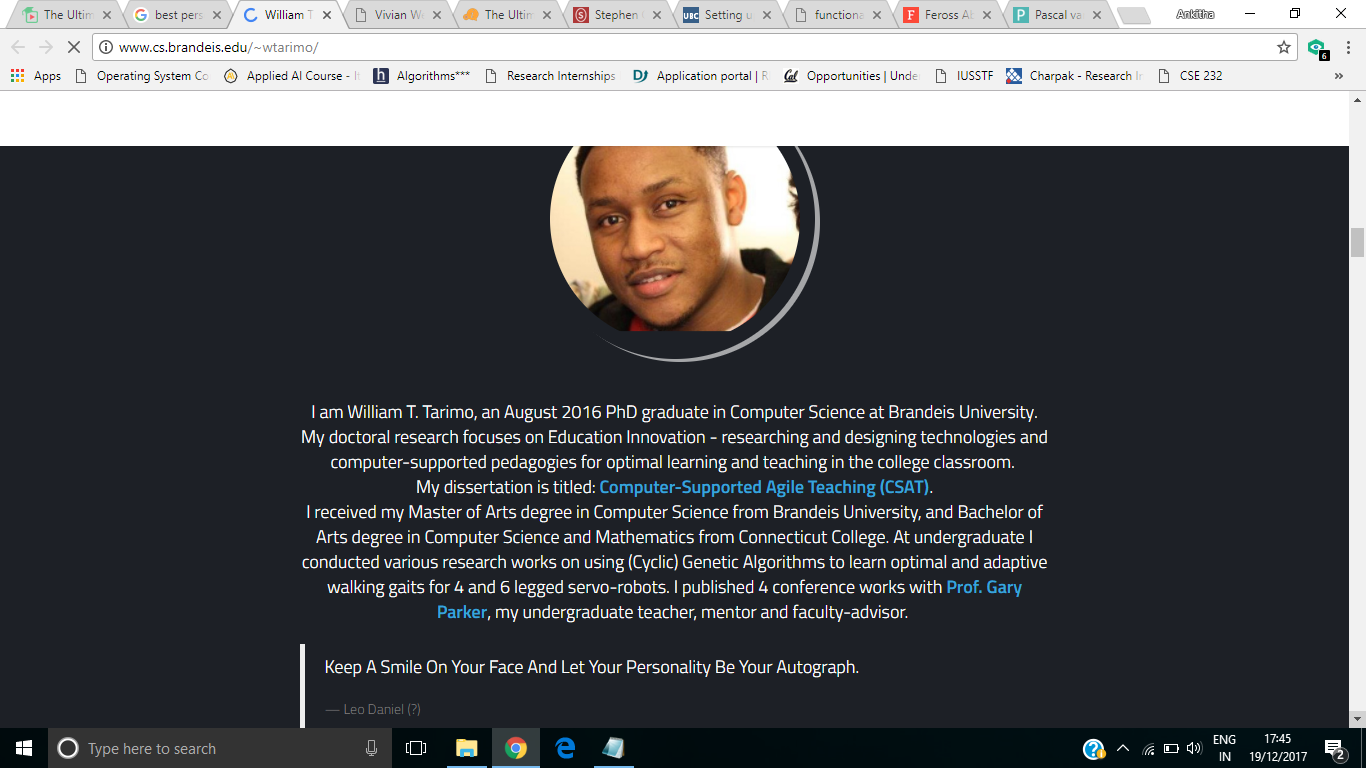 The Ultim
best pers
William T
Vivian We
The Ultim
Stephen
Setting u
functiona
Feross Ab
Pascal va
Ankitha
www.cs.brandeis.edu/~wtarimo/
6
Apps
Operating System Co
Applied AI Course - It
Algorithms***
Research Internships
Application portal | R
Opportunities | Unde
IUSSTF
Charpak - Research In
CSE 232
I am William T. Tarimo, an August 2016 PhD graduate in Computer Science at Brandeis University.
My doctoral research focuses on Education Innovation - researching and designing technologies and
computer-supported pedagogies for optimal learning and teaching in the college classroom.
My dissertation is titled: Computer-Supported Agile Teaching (CSAT).
I received my Master of Arts degree in Computer Science from Brandeis University, and Bachelor of
Arts degree in Computer Science and Mathematics from Connecticut College. At undergraduate I
conducted various research works on using (Cyclic) Genetic Algorithms to learn optimal and adaptive
walking gaits for 4 and 6 legged servo-robots. I published 4 conference works with Prof. Gary
Parker, my undergraduate teacher, mentor and faculty-advisor.
Keep A Smile On Your Face And Let Your Personality Be Your Autograph.
— Leo Daniel (?)
Type here to search
ENG
IN
17:45
19/12/2017
2